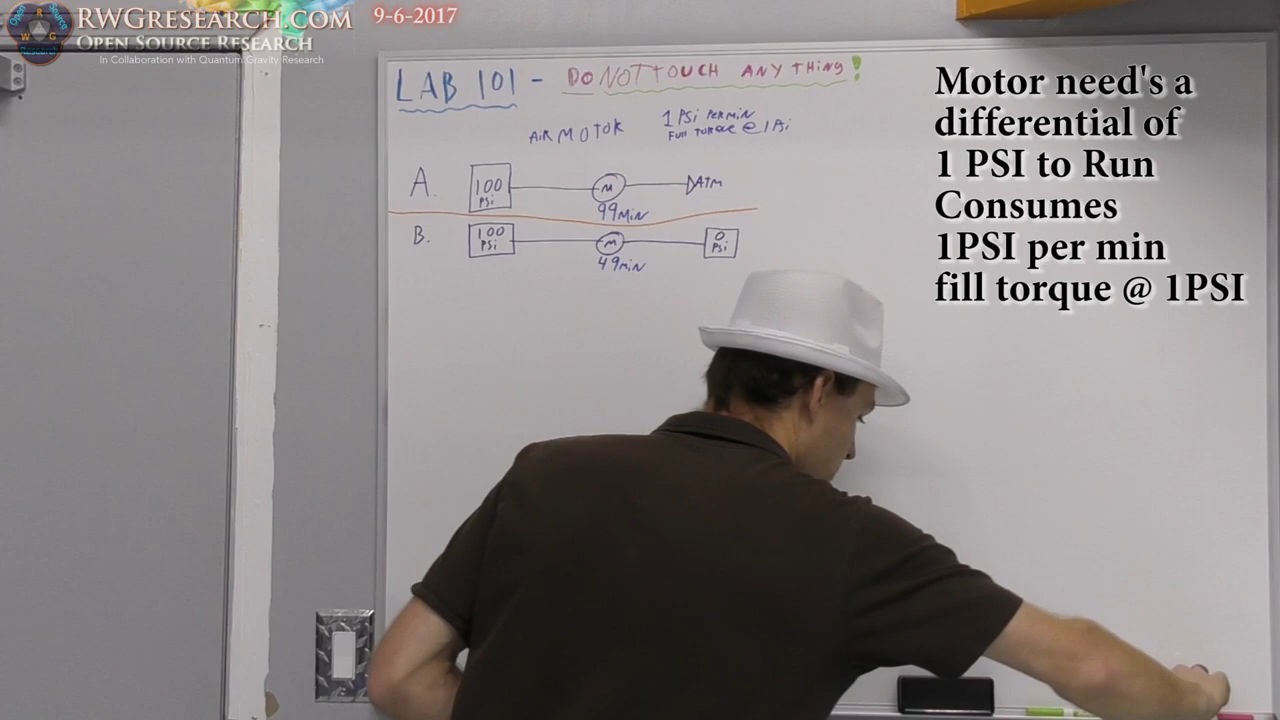 RWGRESEARCH.COM
OPEN SOURCE RESEARCH
In Collaboration with Quantum Gravity Research
Open Source
R
W G
Research
9-6-2017
LAB 101 - DO NOT TOUCH ANY THING!
AIR MOTOR
1 PSi PER MIN
FULL TORQUE @ 1 PSi
A. 100 PSi M ATM
99 MiN
B. 100 PSi M 0 PSi
49 MiN
Motor need's a
differential of
1 PSI to Run
Consumes
1PSI per min
fill torque @ 1PSI